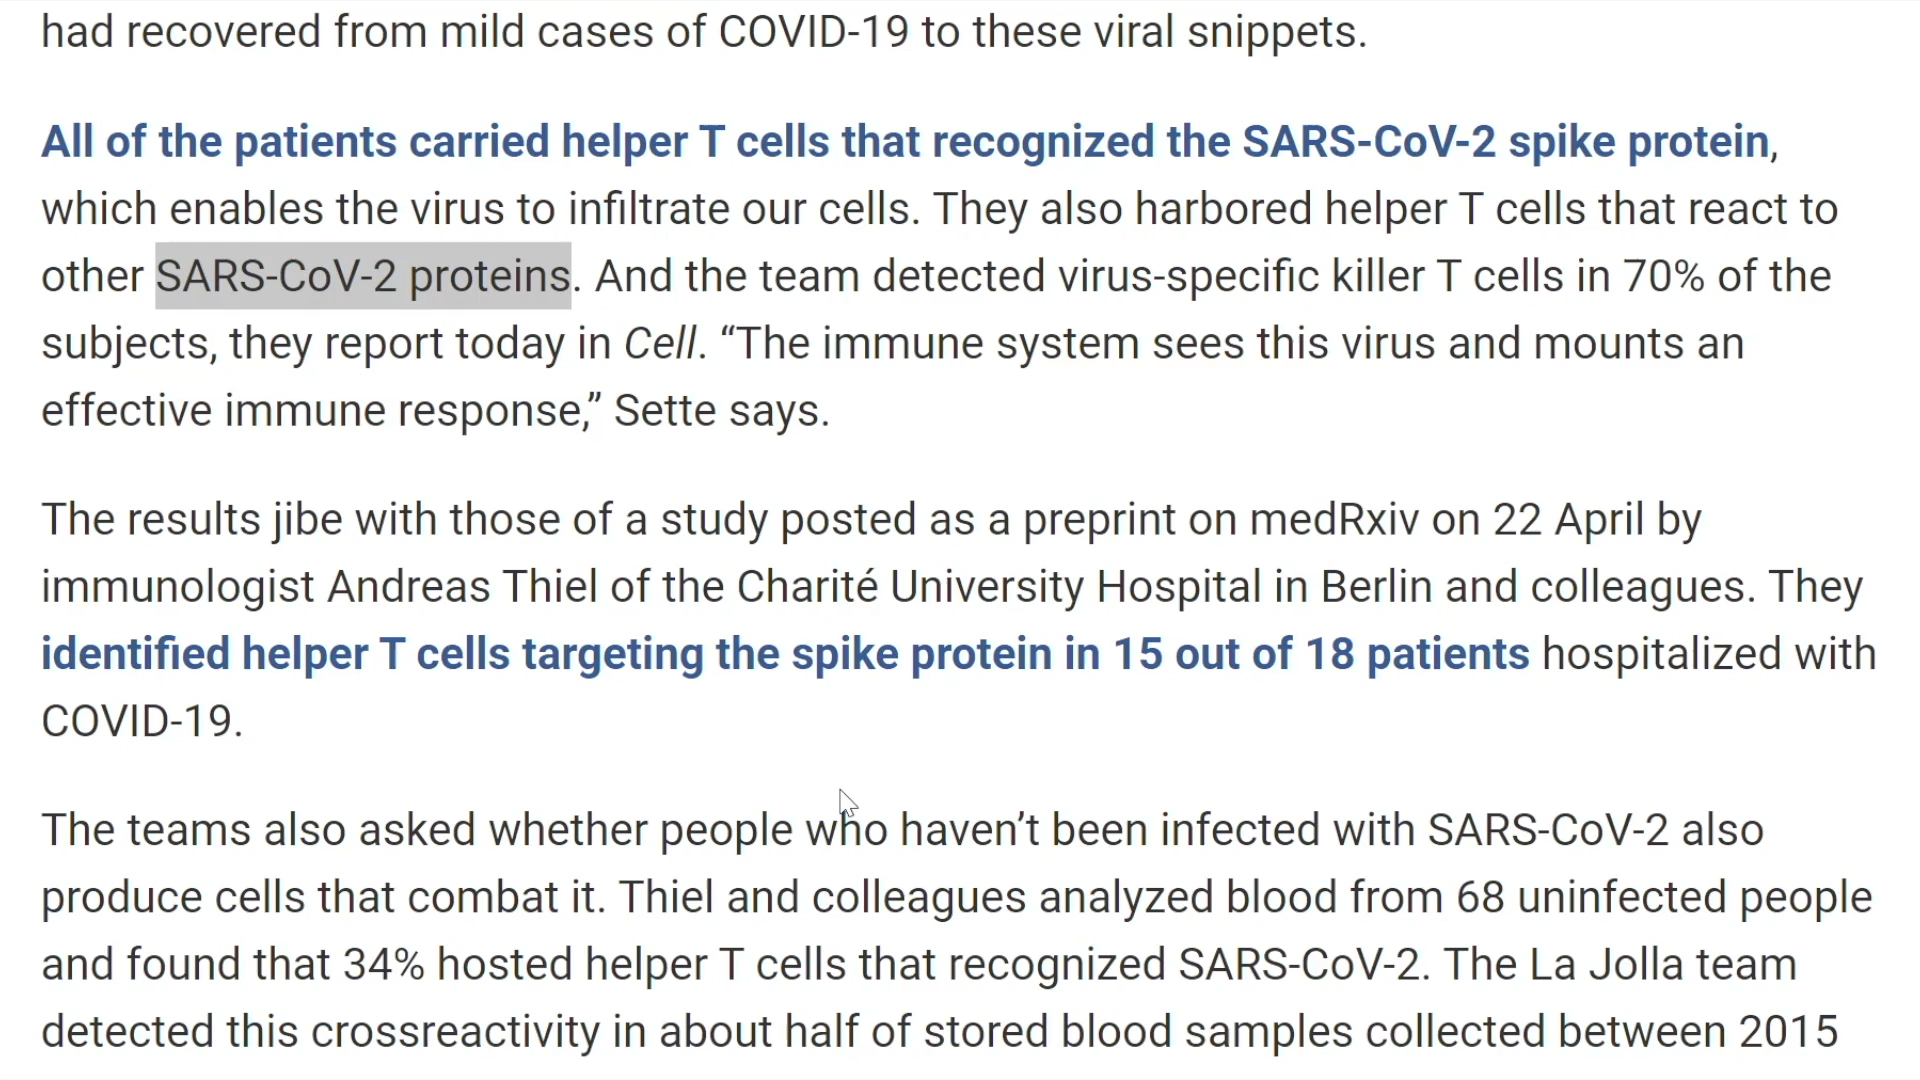 had recovered from mild cases of COVID-19 to these viral snippets.
All of the patients carried helper T cells that recognized the SARS-CoV-2 spike protein,
which enables the virus to infiltrate our cells. They also harbored helper T cells that react to
other SARS-CoV-2 proteins. And the team detected virus-specific killer T cells in 70% of the
subjects, they report today in Cell. “The immune system sees this virus and mounts an
effective immune response,” Sette says.
The results jibe with those of a study posted as a preprint on medRxiv on 22 April by
immunologist Andreas Thiel of the Charité University Hospital in Berlin and colleagues. They
identified helper T cells targeting the spike protein in 15 out of 18 patients hospitalized with
COVID-19.
The teams also asked whether people who haven’t been infected with SARS-CoV-2 also
produce cells that combat it. Thiel and colleagues analyzed blood from 68 uninfected people
and found that 34% hosted helper T cells that recognized SARS-CoV-2. The La Jolla team
detected this crossreactivity in about half of stored blood samples collected between 2015